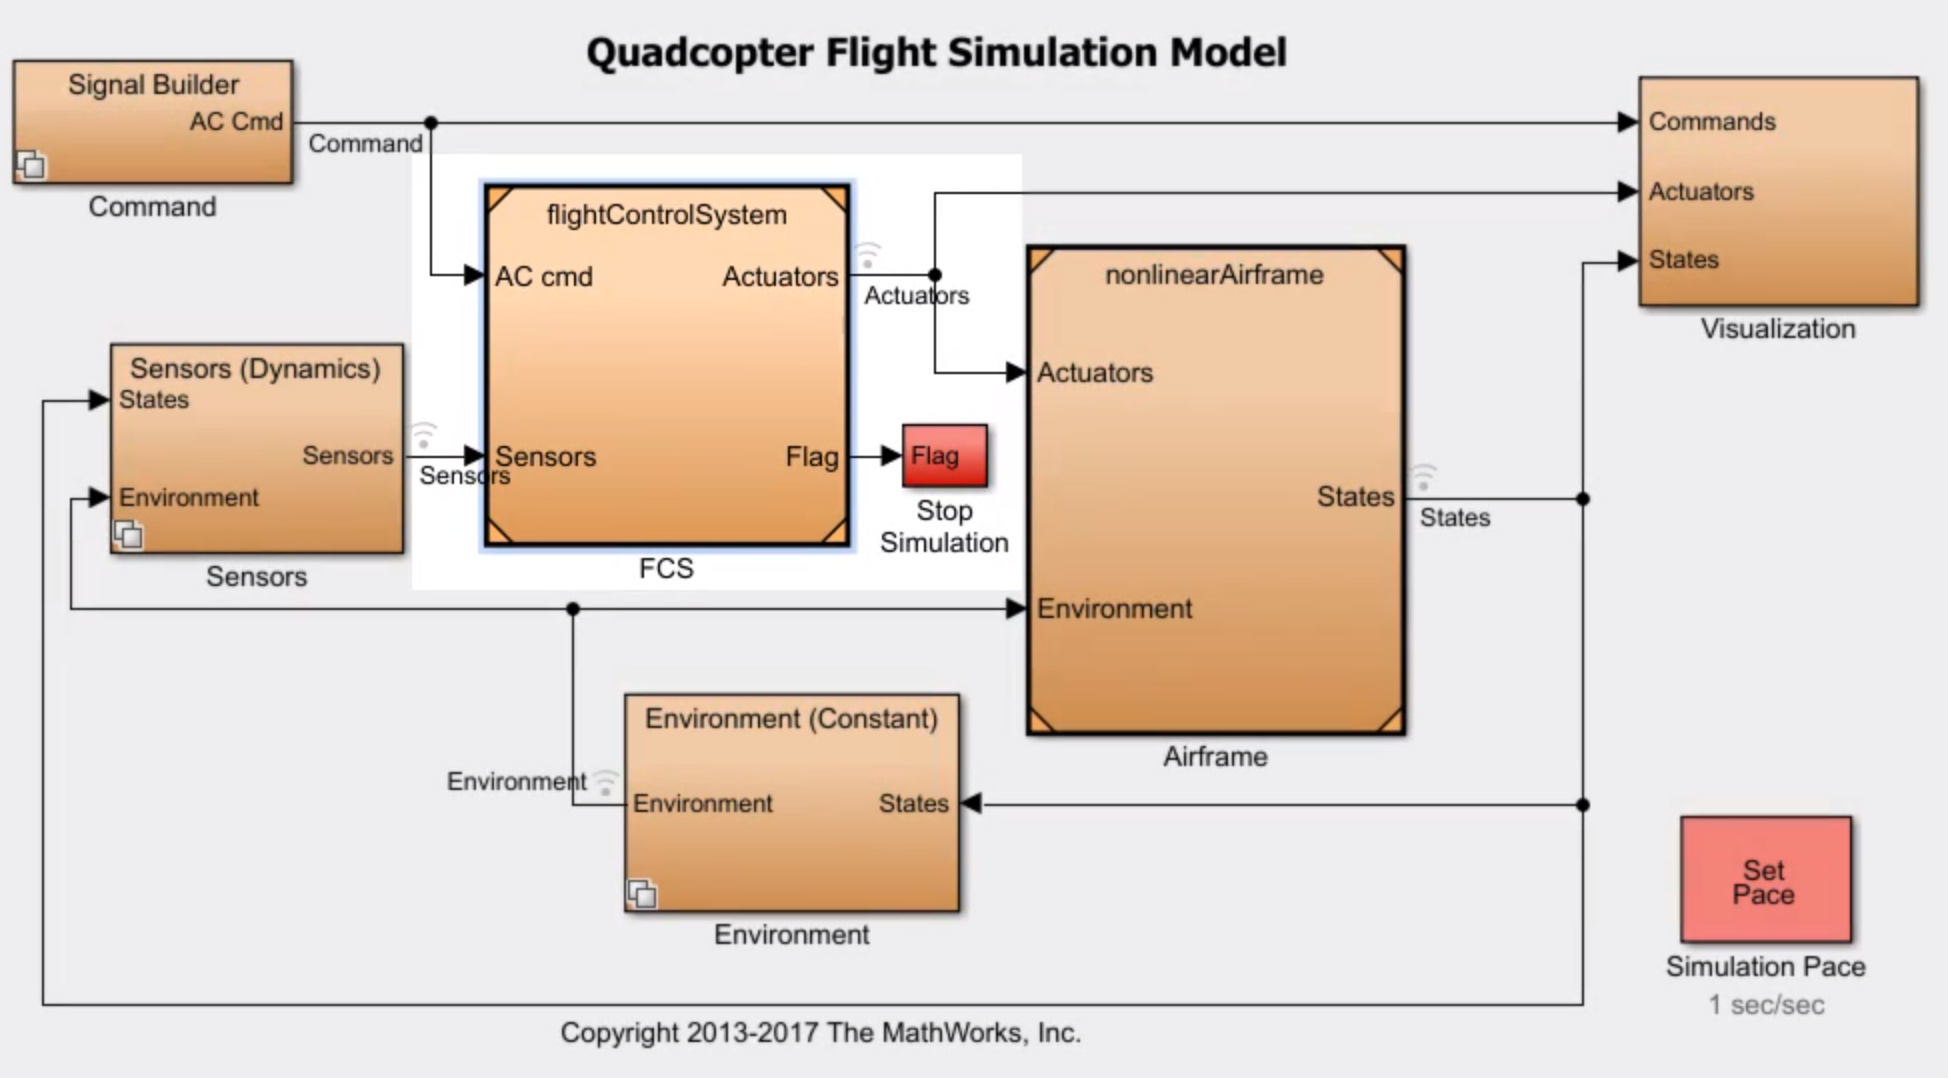 Quadcopter Flight Simulation Model
Signal Builder
AC Cmd
Command
Command
flightControlSystem
AC cmd
Actuators
Sensors
Flag
FCS
Actuators
Flag
Stop
Simulation
nonlinearAirframe
Actuators
Environment
States
Airframe
States
Commands
Actuators
States
Visualization
Sensors (Dynamics)
States
Sensors
Environment
Sensors
Sensors
Environment (Constant)
Environment
States
Environment
Environment
Set
Pace
Simulation Pace
1 sec/sec
Copyright 2013-2017 The MathWorks, Inc.